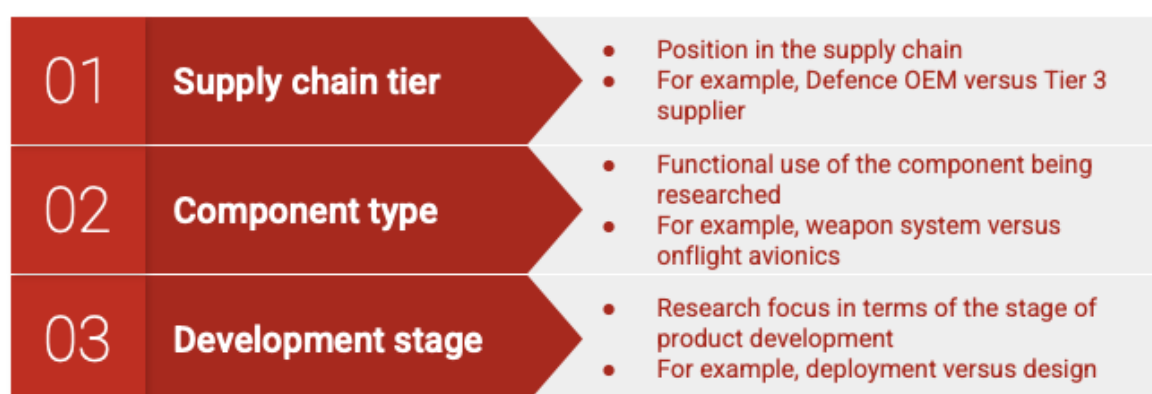 01
Supply chain tier
● Position in the supply chain
● For example, Defence OEM versus Tier 3
supplier
02
Component type
● Functional use of the component being
researched
● For example, weapon system versus
onflight avionics
03
Development stage
● Research focus in terms of the stage of
product development
● For example, deployment versus design